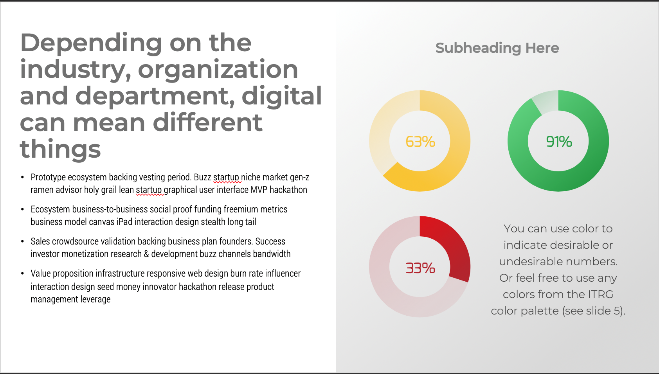 Depending on the
industry, organization
and department, digital
can mean different
things
• Prototype ecosystem backing vesting period. Buzz startup niche market gen-z
ramen advisor holy grail lean startup graphical user interface MVP hackathon
• Ecosystem business-to-business social proof funding freemium metrics
business model canvas iPad interaction design stealth long tail
• Sales crowdsource validation backing business plan founders. Success
investor monetization research & development buzz channels bandwidth
• Value proposition infrastructure responsive web design burn rate influencer
interaction design seed money innovator hackathon release product
management leverage
Subheading Here
63%
91%
33%
You can use color to
indicate desirable or
undesirable numbers.
Or feel free to use any
colors from the ITRG
color palette (see slide 5).